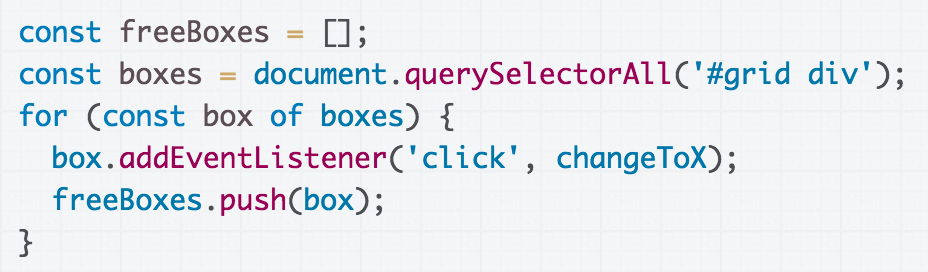 const freeBoxes = [];
const boxes = document.querySelectorAll('#grid div');
for (const box of boxes) {
  box.addEventListener('click', changeToX);
  freeBoxes.push(box);
}